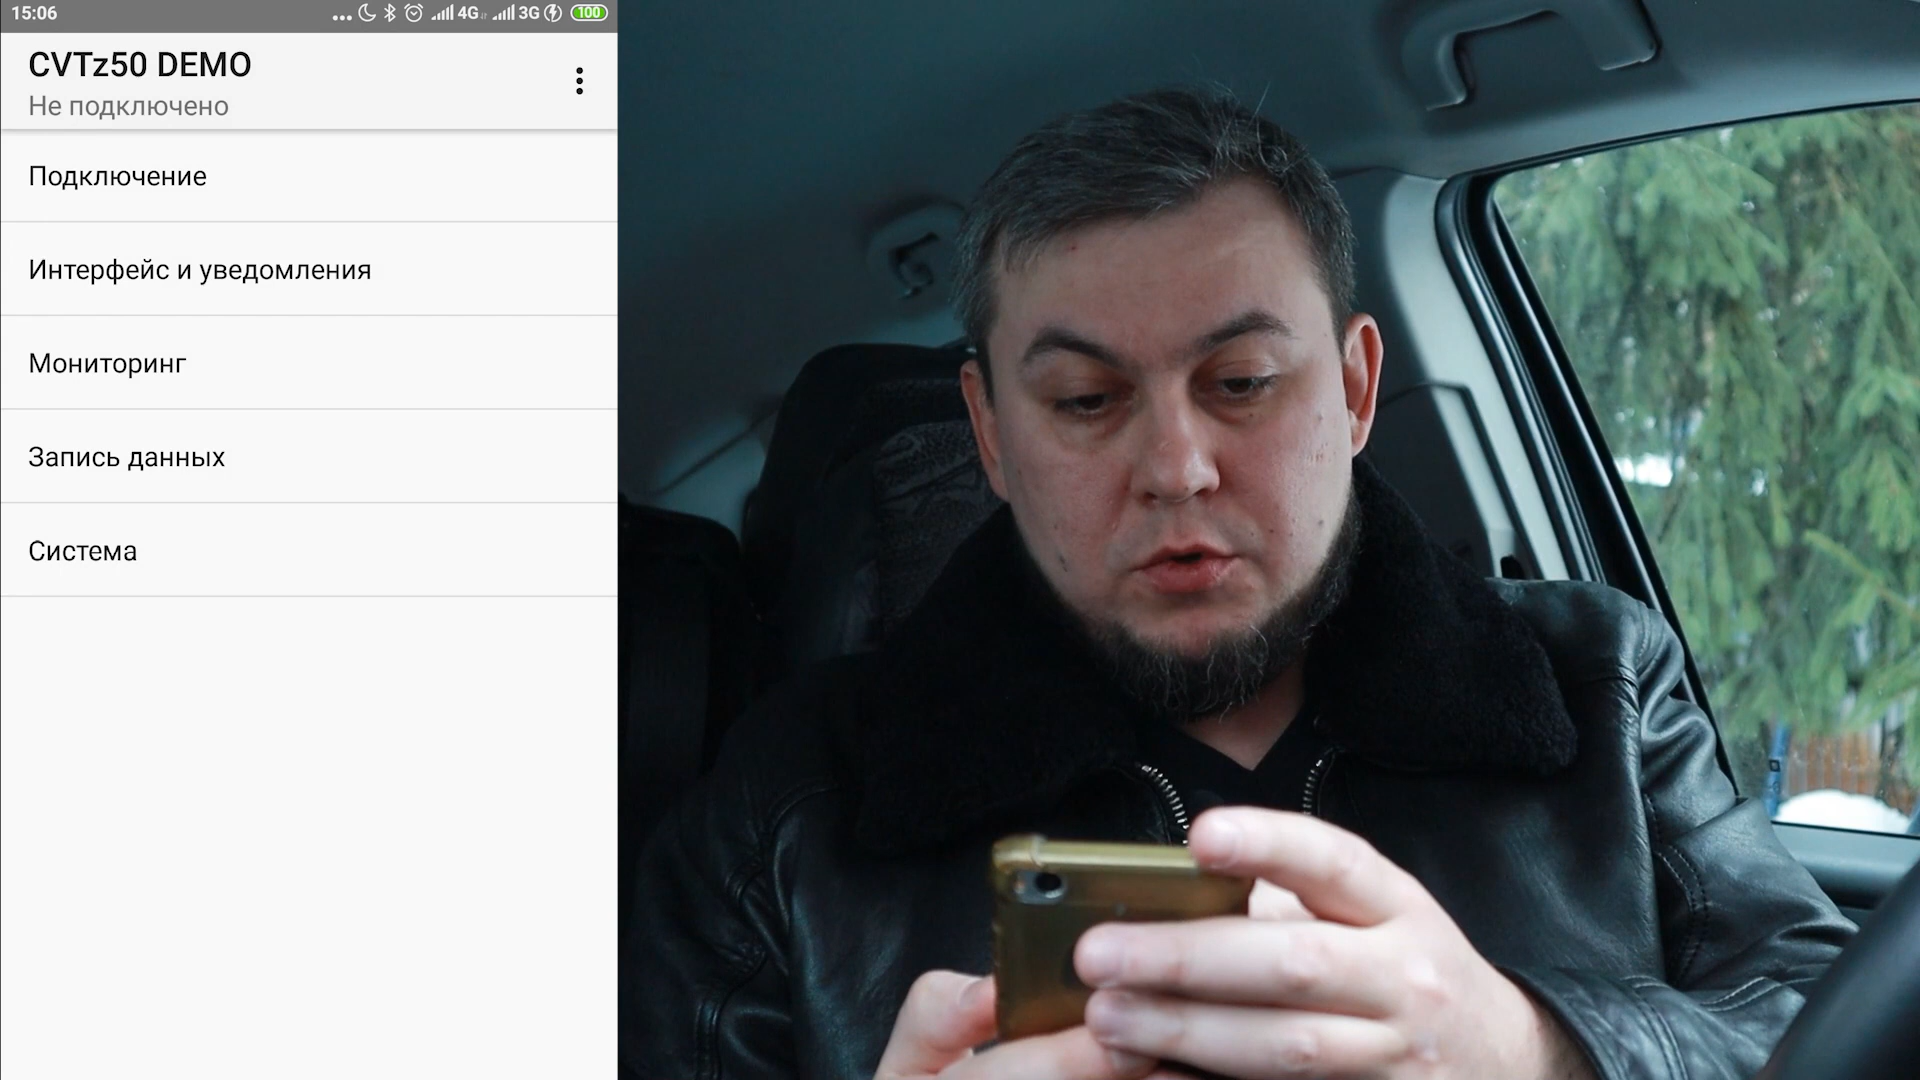 15:06
4G 3G 100
CVTz50 DEMO
Не подключено
Подключение
Интерфейс и уведомления
Мониторинг
Запись данных
Система